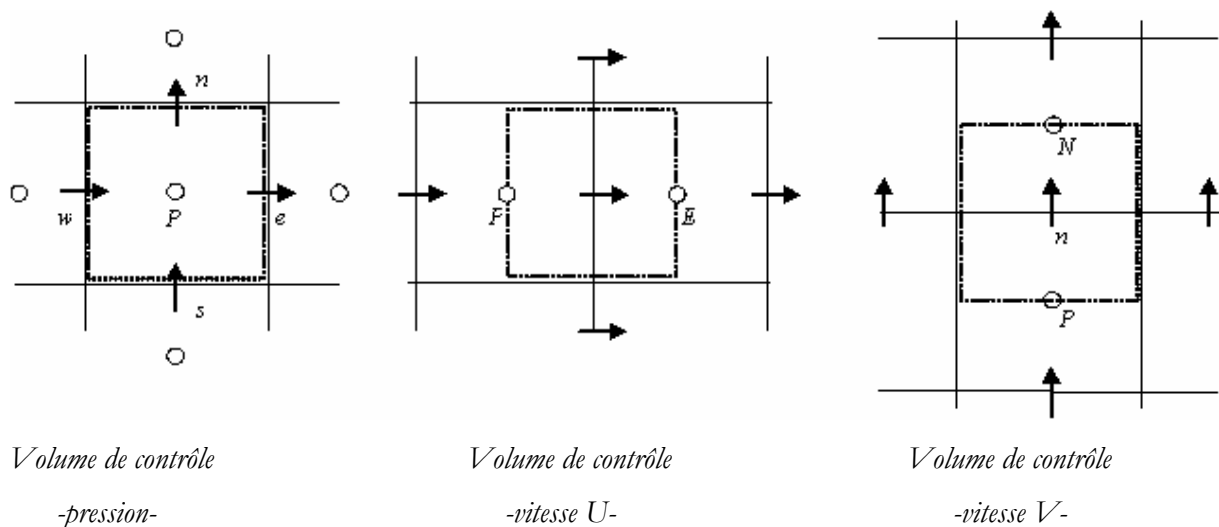 n
w P e
s
F E
N
n
P
Volume de contrôle
-pression-
Volume de contrôle
-vitesse U-
Volume de contrôle
-vitesse V-